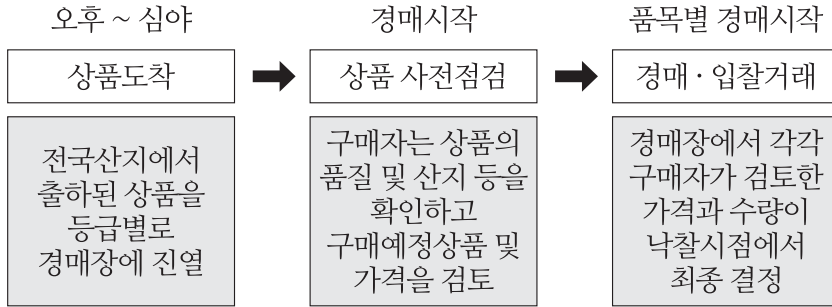 오후 ~ 심야
경매시작
품목별 경매시작
상품도착
상품 사전점검
경매 · 입찰거래
전국산지에서
출하된 상품을
등급별로
경매장에 진열
구매자는 상품의
품질 및 산지 등을
확인하고
구매예정상품 및
가격을 검토
경매장에서 각각
구매자가 검토한
가격과 수량이
낙찰시점에서
최종 결정